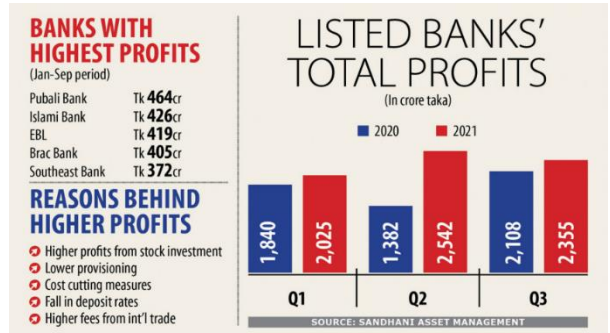 BANKS WITH
HIGHEST PROFITS
(Jan-Sep period)
Pubali Bank Tk 464cr
Islami Bank Tk 426cr
EBL Tk 419cr
Brac Bank Tk 405cr
Southeast Bank Tk 372cr
REASONS BEHIND
HIGHER PROFITS
Higher profits from stock investment
Lower provisioning
Cost cutting measures
Fall in deposit rates
Higher fees from int'l trade
LISTED BANKS'
TOTAL PROFITS
(In crore taka)
2020 2021
1,840 2,025 1,382 2,542 2,108 2,355
Q1 Q2 Q3
SOURCE: SANDHANI ASSET MANAGEMENT